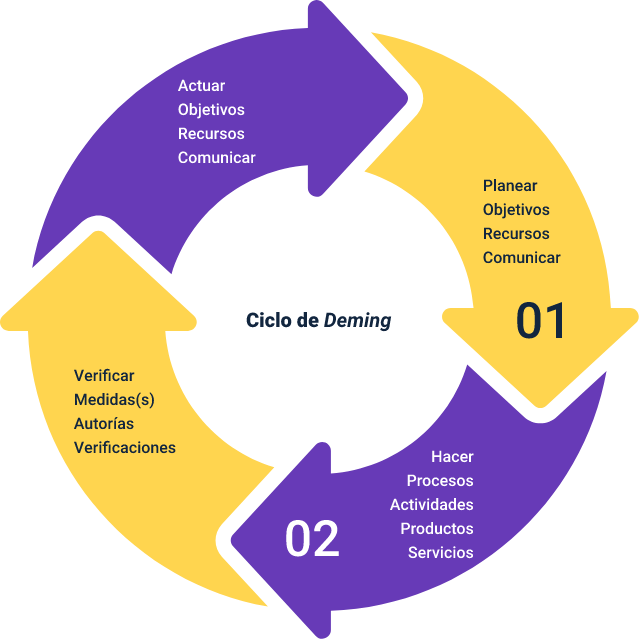 Actuar
Objetivos
Recursos
Comunicar
Planear
Objetivos
Recursos
Comunicar
01
Ciclo de Deming
Verificar
Medidas(s)
Autorías
Verificaciones
Hacer
Procesos
Actividades
Productos
Servicios
02